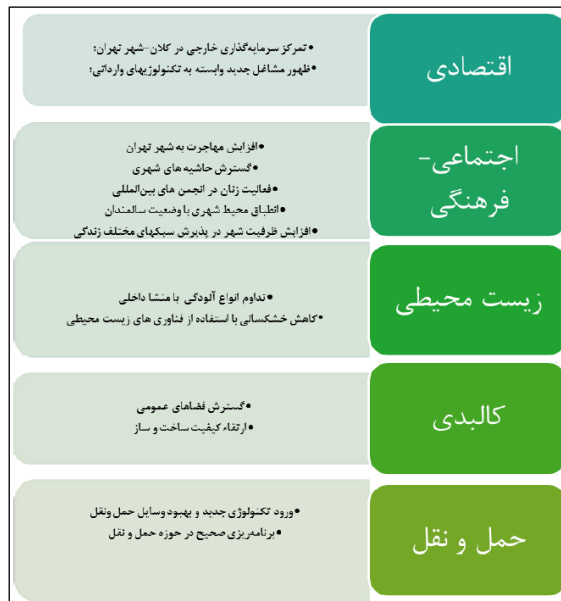 اقتصادی
•تمرکز سرمایه‌گذاری خارجی در کلان-شهر تهران؛
•ظهور مشاغل جدید وابسته به تکنولوژیهای وارداتی؛
اجتماعی-
فرهنگی
•افزایش مهاجرت به شهر تهران
•گسترش حاشیه های شهری
•فعالیت زنان در انجمن های بین‌المللی
•انطباق محیط شهری با وضعیت سالمندان
•افزایش ظرفیت شهر در پذیرش سبکهای مختلف زندگی
زیست محیطی
•تداوم انواع آلودگی با منشا داخلی
•کاهش خشکسالی با استفاده از فناوری های زیست محیطی
کالبدی
•گسترش فضاهای عمومی
•ارتقاء کیفیت ساخت و ساز
حمل و نقل
•ورود تکنولوژی جدید و بهبود وسایل حمل ونقل
•برنامه‌ریزی صحیح در حوزه حمل و نقل